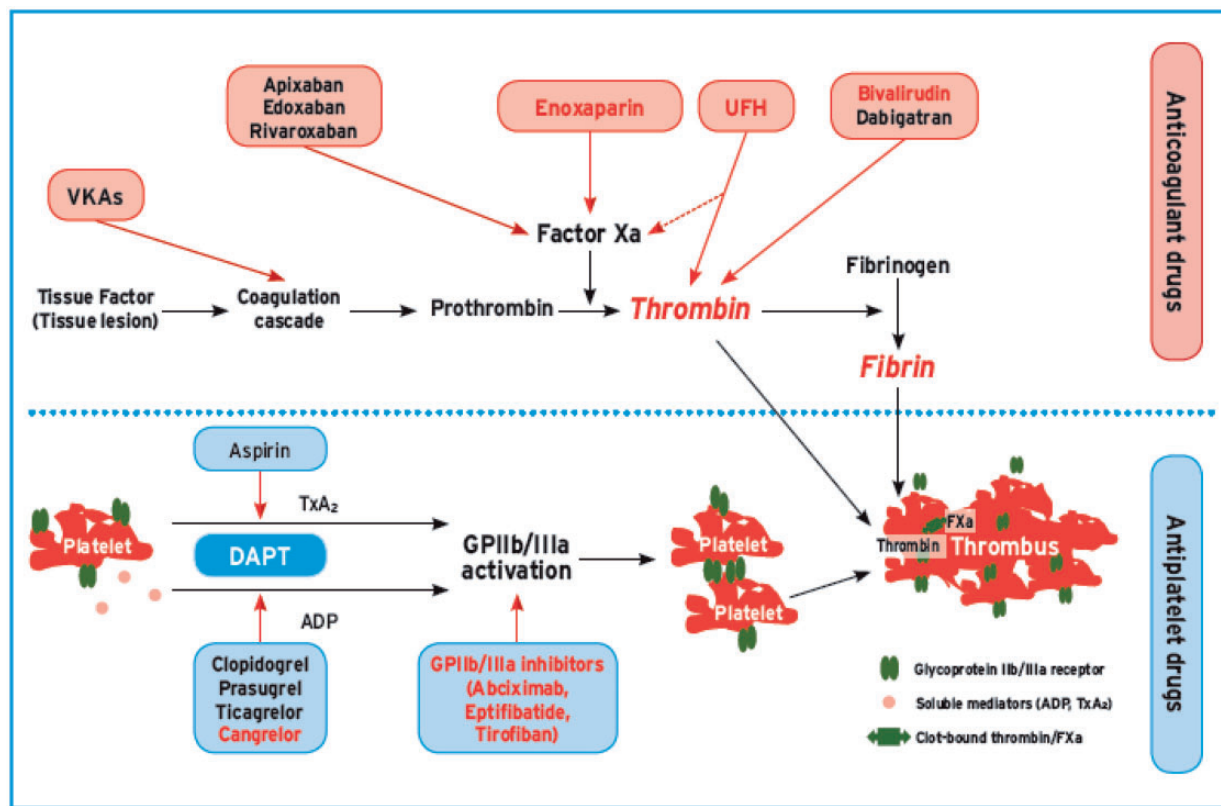 Apixaban
Edoxaban
Rivaroxaban
Enoxaparin
UFH
Bivalirudin
Dabigatran
VKAs
Factor Xa
Fibrinogen
Tissue Factor
(Tissue lesion)
Coagulation
cascade
Prothrombin
Thrombin
Fibrin
Anticoagulant drugs
Aspirin
TxA₂
Platelet
DAPT
GPIIb/IIIa
activation
ADP
Clopidogrel
Prasugrel
Ticagrelor
Cangrelor
GPIIb/IIIa inhibitors
(Abciximab,
Eptifibatide,
Tirofiban)
Platelet
Platelet
FXa
Thrombin
Thrombus
Glycoprotein IIb/IIIa receptor
Soluble mediators (ADP, TxA₂)
Clot-bound thrombin/FXa
Antiplatelet drugs